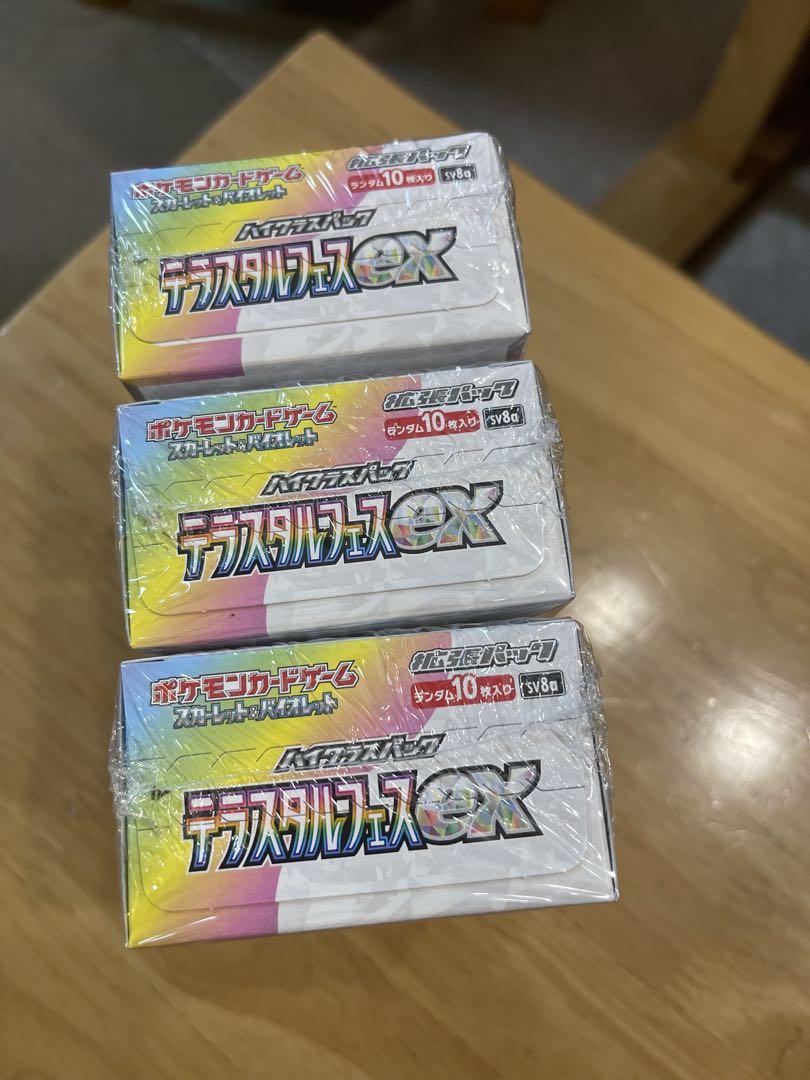 ポケモンカードゲーム
スカーレット&バイオレット
拡張パック
ランダム10枚入り SV8a
ハイクラスパック
テラスタルフェスex
ポケモンカードゲーム
スカーレット&バイオレット
拡張パック
ランダム10枚入り SV8a
ハイクラスパック
テラスタルフェスex
ポケモンカードゲーム
スカーレット&バイオレット
拡張パック
ランダム10枚入り SV8a
ハイクラスパック
テラスタルフェスex